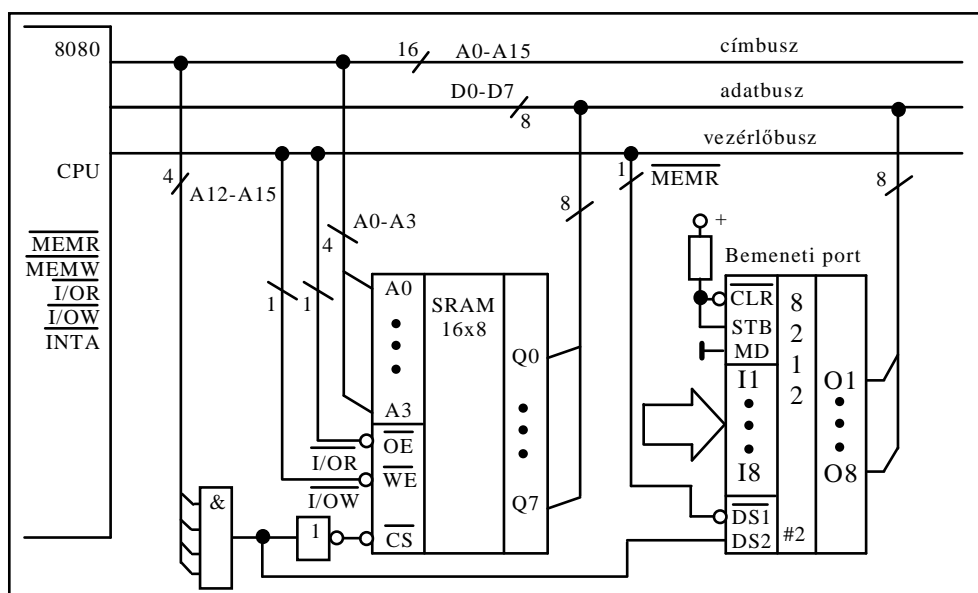 8080
16
A0-A15
címbusz
D0-D7
8
adatbusz
vezérlőbusz
CPU
4
A12-A15
1
MEMR
8
8
A0-A3
4
MEMR
MEMW
I/OR
I/OW
INTA
1
1
+
Bemeneti port
A0
SRAM
16x8
Q0
A3
OE
I/OR
WE
I/OW
Q7
CS
&
1
CLR
STB
MD
8
2
1
2
I1
I8
O1
O8
DS1
DS2
#2